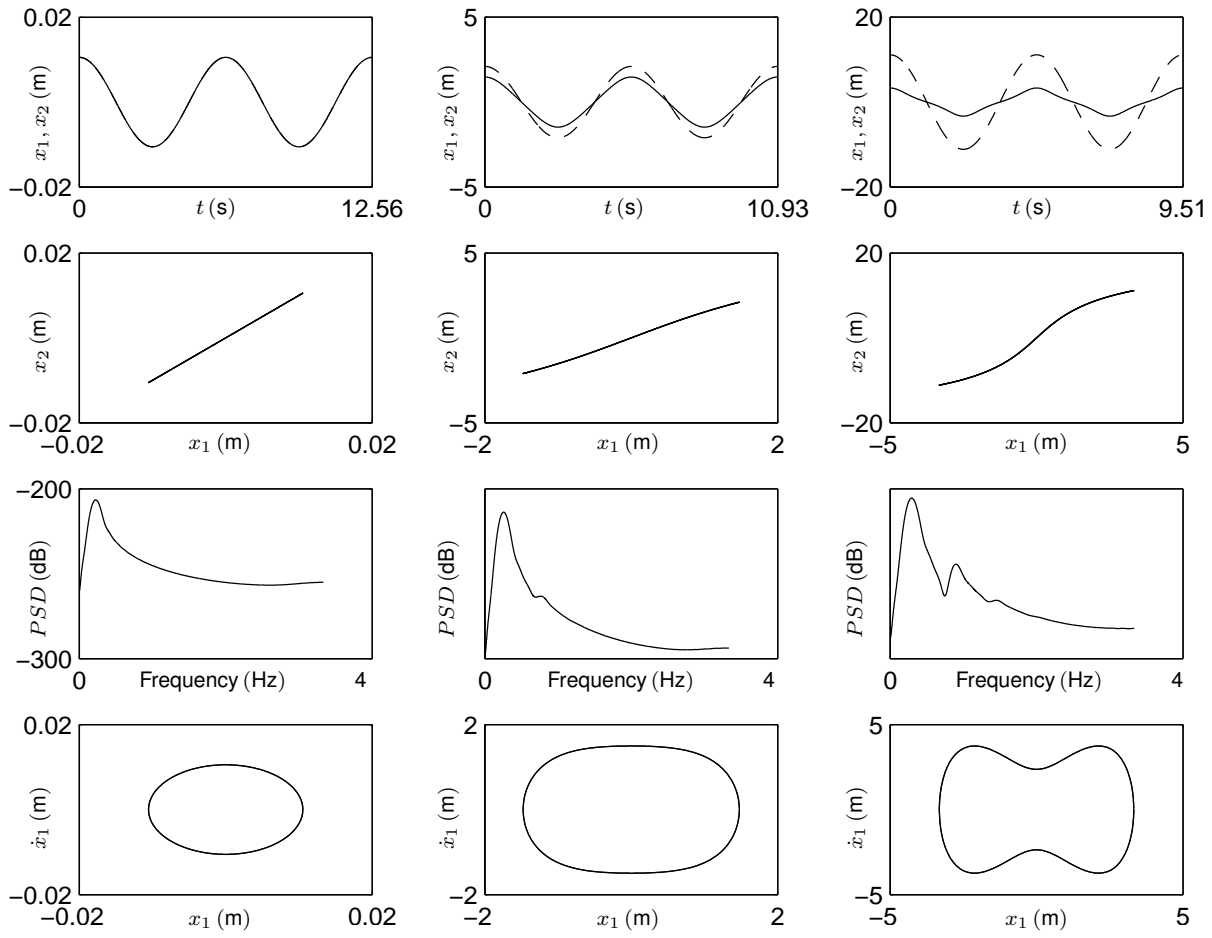 0.02
−0.02
x₁, x₂ (m)
0
t (s)
12.56
5
−5
x₁, x₂ (m)
0
t (s)
10.93
20
−20
x₁, x₂ (m)
0
t (s)
9.51
0.02
−0.02
x₂ (m)
−0.02
x₁ (m)
0.02
5
−5
x₂ (m)
−2
x₁ (m)
2
20
−20
x₂ (m)
−5
x₁ (m)
5
−200
−300
PSD (dB)
0
Frequency (Hz)
4
PSD (dB)
0
Frequency (Hz)
4
PSD (dB)
0
Frequency (Hz)
4
0.02
−0.02
ẋ₁ (m)
−0.02
x₁ (m)
0.02
2
−2
ẋ₁ (m)
−2
x₁ (m)
2
5
−5
ẋ₁ (m)
−5
x₁ (m)
5